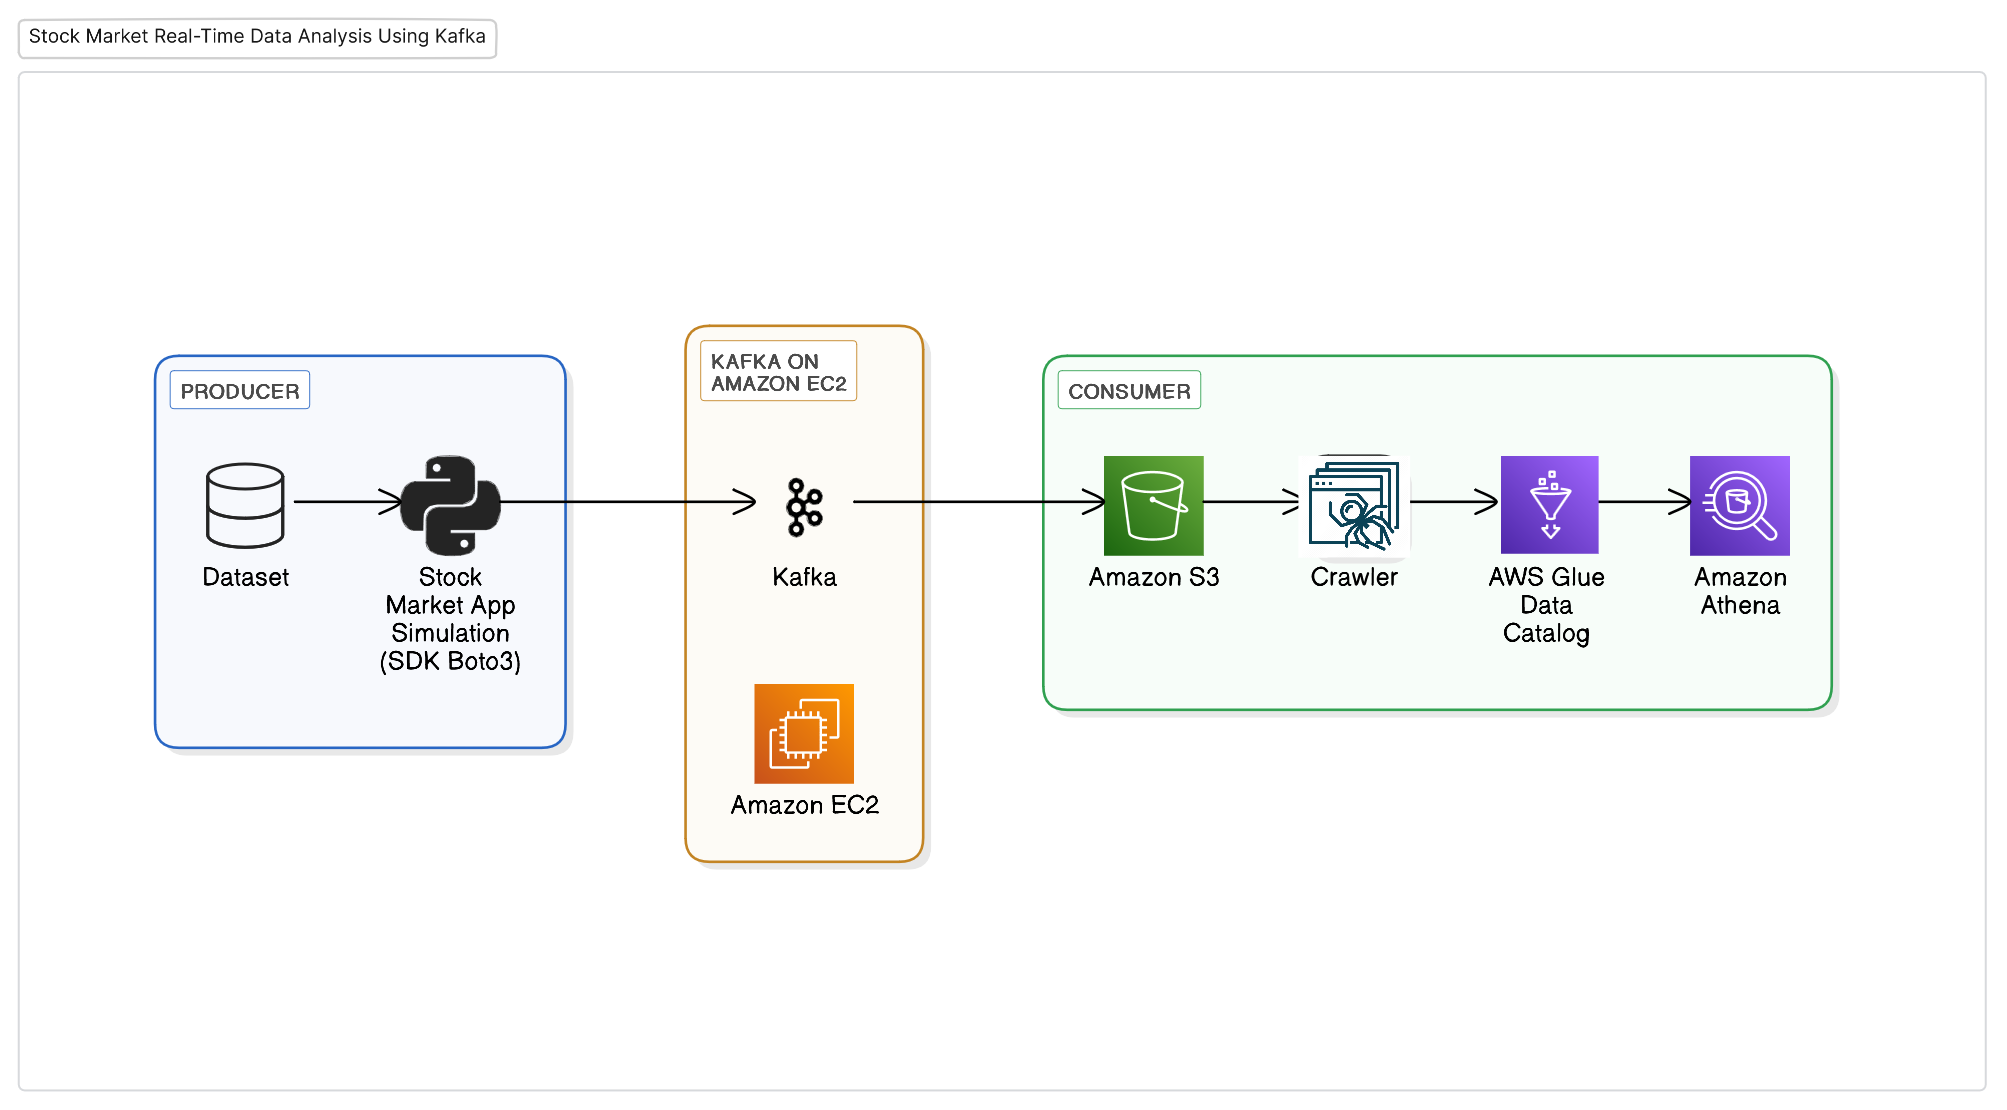 Stock Market Real-Time Data Analysis Using Kafka
PRODUCER
Dataset
Stock
Market App
Simulation
(SDK Boto3)
KAFKA ON
AMAZON EC2
Kafka
Amazon EC2
CONSUMER
Amazon S3
Crawler
AWS Glue
Data
Catalog
Amazon
Athena